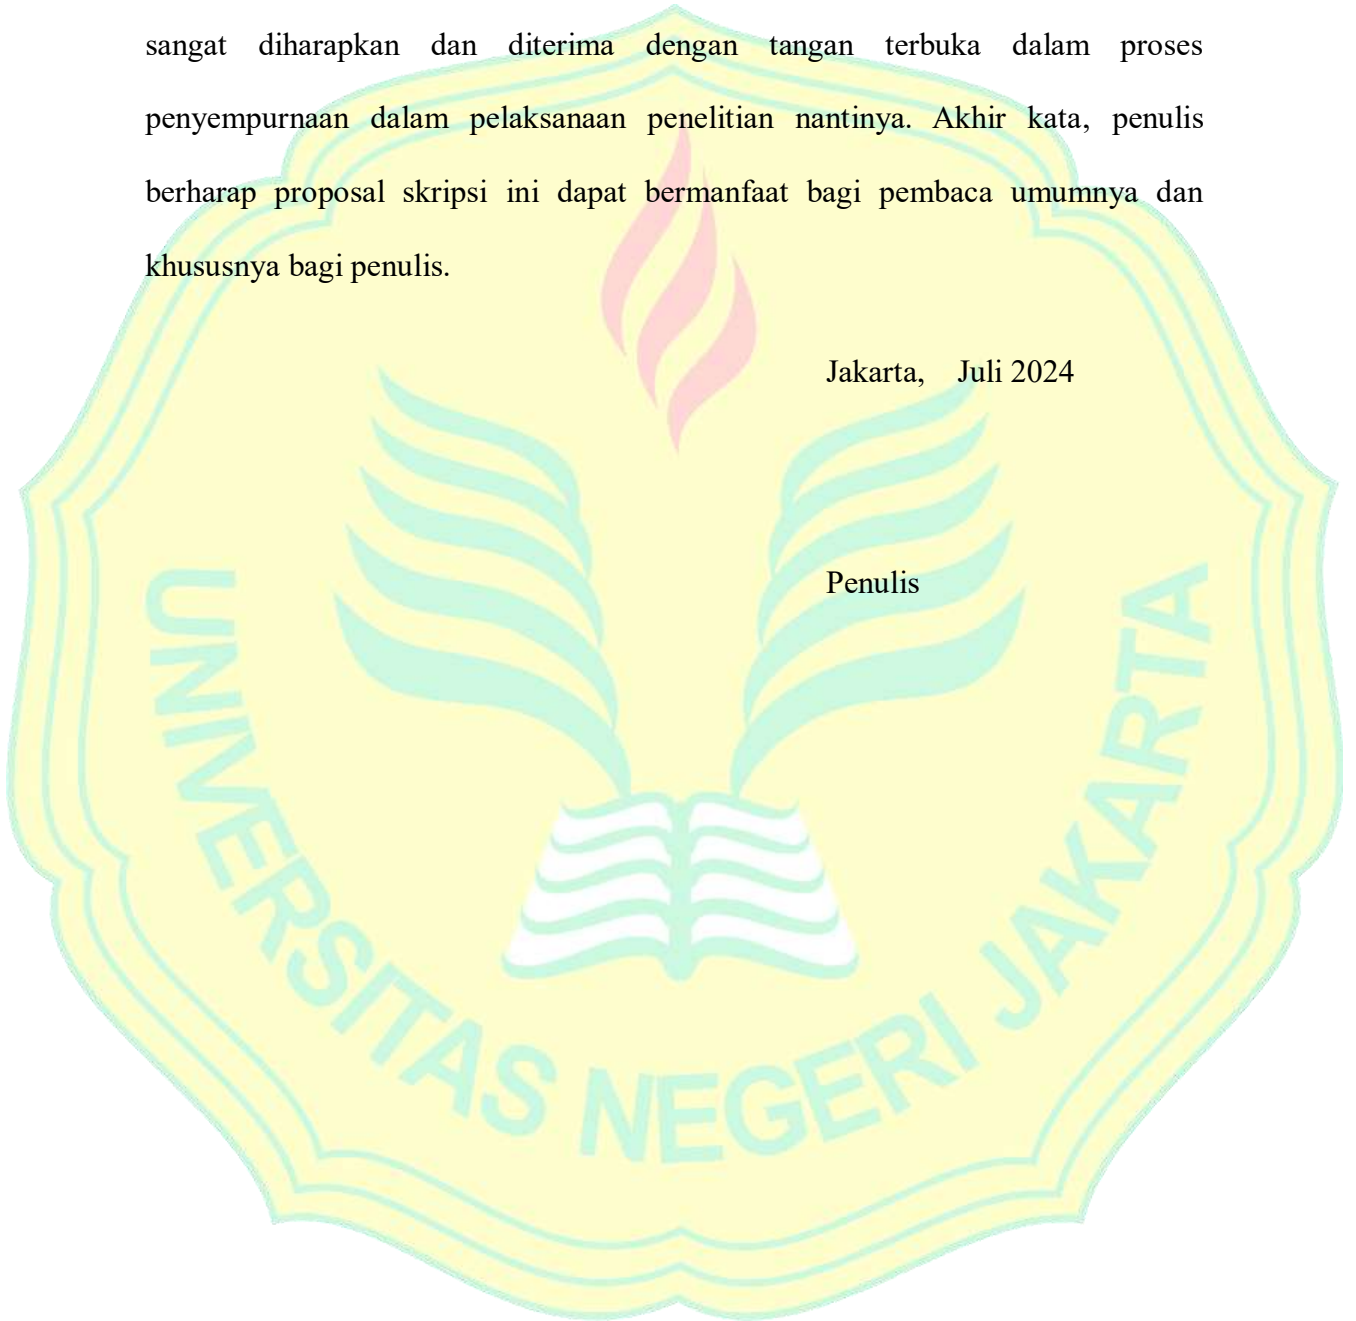 sangat diharapkan dan diterima dengan tangan terbuka dalam proses
penyempurnaan dalam pelaksanaan penelitian nantinya. Akhir kata, penulis
berharap proposal skripsi ini dapat bermanfaat bagi pembaca umumnya dan
khususnya bagi penulis.
Jakarta, Juli 2024
Penulis
UNIVERSITAS NEGERI JAKARTA